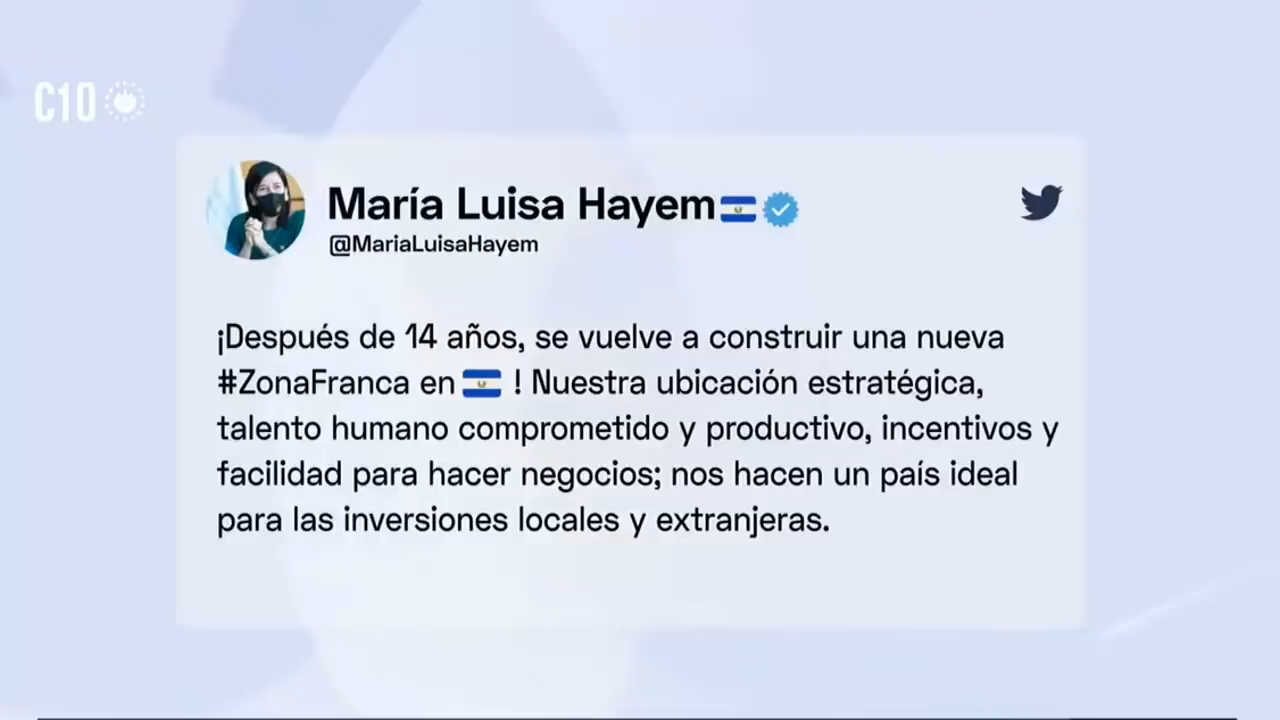 C10
María Luisa Hayem
@MariaLuisaHayem
¡Después de 14 años, se vuelve a construir una nueva
#ZonaFranca en 🇸🇻 ! Nuestra ubicación estratégica,
talento humano comprometido y productivo, incentivos y
facilidad para hacer negocios; nos hacen un país ideal
para las inversiones locales y extranjeras.